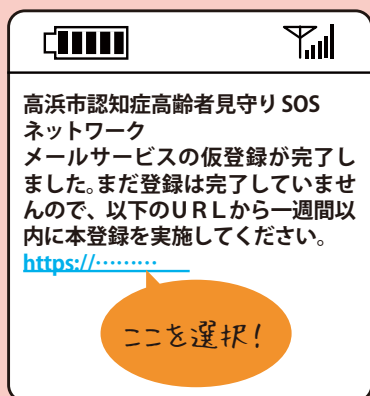 高浜市認知症高齢者見守り SOS
ネットワーク
メールサービスの仮登録が完了し
ました。まだ登録は完了していませ
んので、以下のＵＲＬから一週間以
内に本登録を実施してください。
https://………
ここを選択！